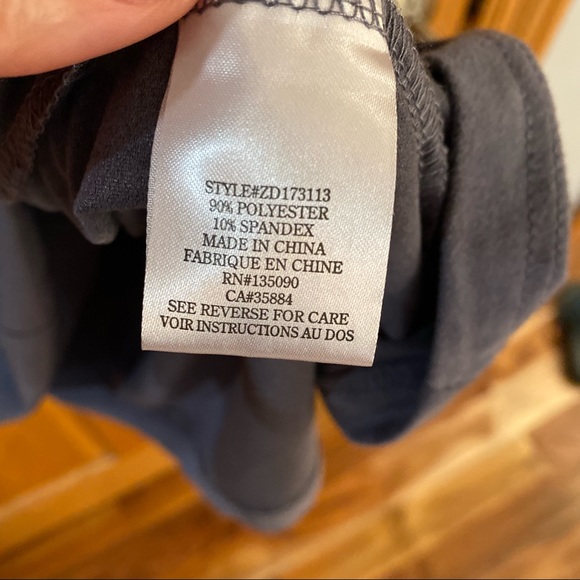 STYLE#ZD173113
90% POLYESTER
10% SPANDEX
MADE IN CHINA
FABRIQUE EN CHINE
RN#135090
CA#35884
SEE REVERSE FOR CARE
VOIR INSTRUCTIONS AU DOS